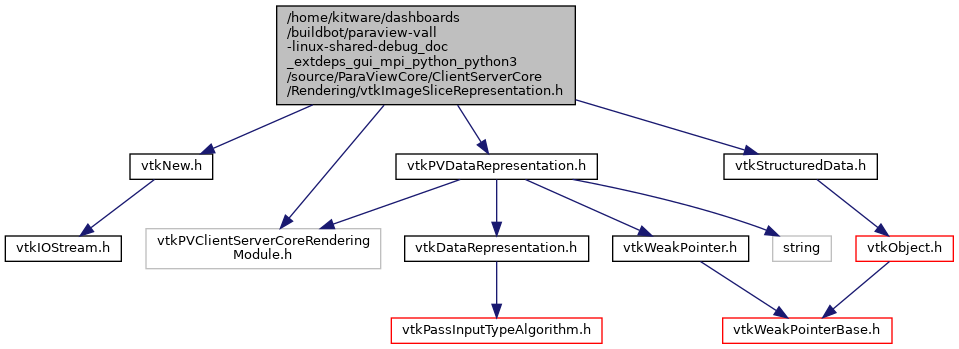 /home/kitware/dashboards
/buildbot/paraview-vall
-linux-shared-debug_doc
_extdeps_gui_mpi_python_python3
/source/ParaViewCore/ClientServerCore
/Rendering/vtkImageSliceRepresentation.h
vtkNew.h
vtkPVDataRepresentation.h
vtkStructuredData.h
vtkIOStream.h
vtkPVClientServerCoreRendering
Module.h
vtkDataRepresentation.h
vtkWeakPointer.h
string
vtkObject.h
vtkPassInputTypeAlgorithm.h
vtkWeakPointerBase.h